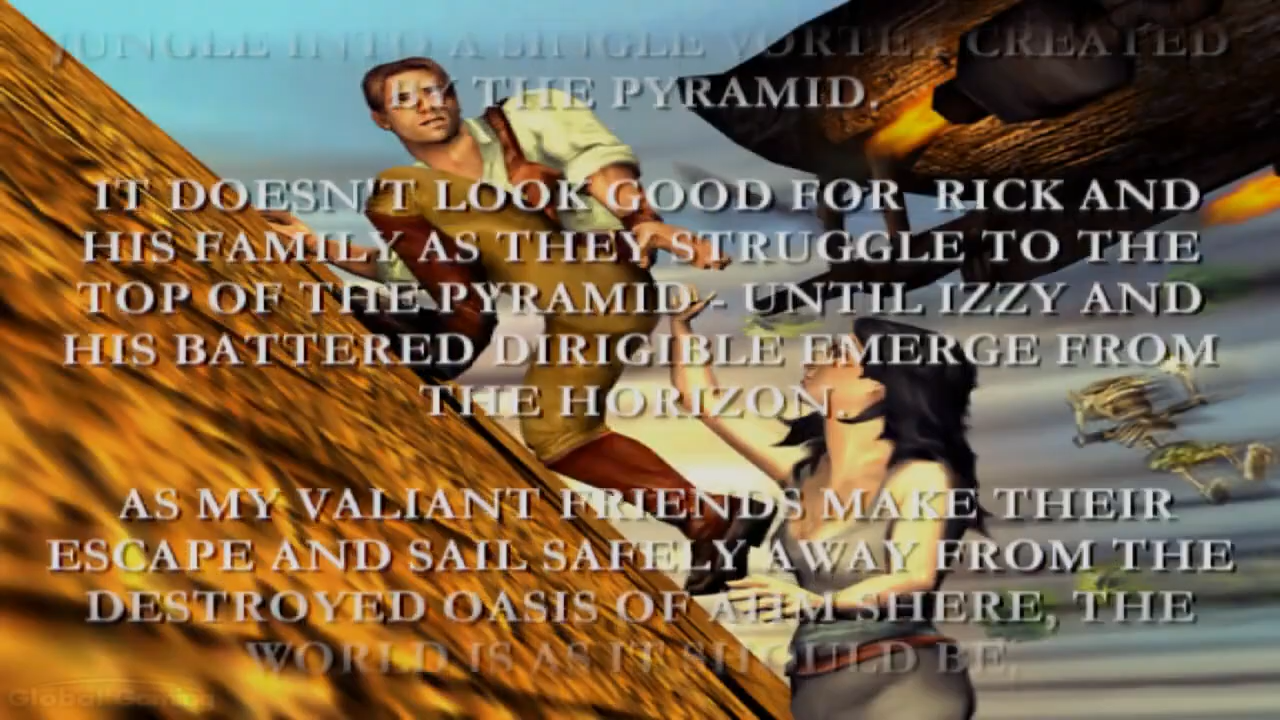 JUNGLE INTO A SINGLE VORTEX CREATED
BY THE PYRAMID.
IT DOESN'T LOOK GOOD FOR RICK AND
HIS FAMILY AS THEY STRUGGLE TO THE
TOP OF THE PYRAMID - UNTIL IZZY AND
HIS BATTERED DIRIGIBLE EMERGE FROM
THE HORIZON.
AS MY VALIANT FRIENDS MAKE THEIR
ESCAPE AND SAIL SAFELY AWAY FROM THE
DESTROYED OASIS OF AHM SHERE, THE
WORLD IS AS IT SHOULD BE,